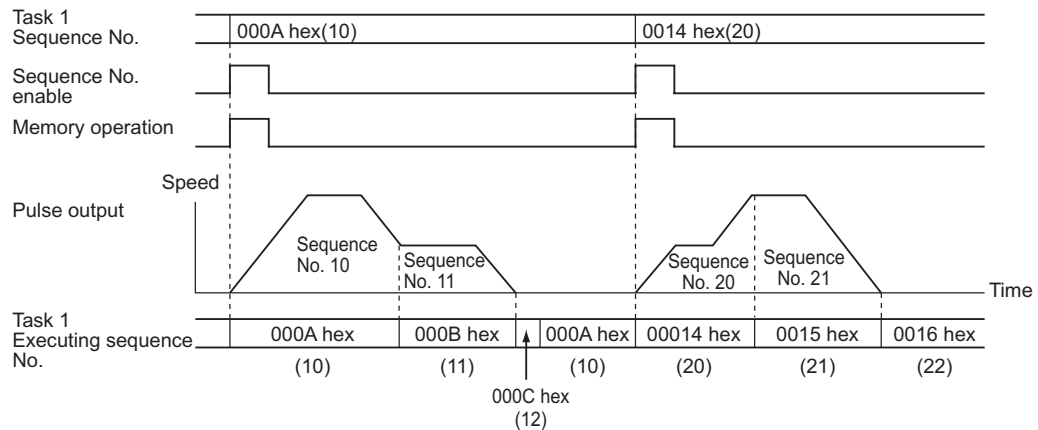 Task 1
Sequence No.
000A hex(10)
0014 hex(20)
Sequence No.
enable
Memory operation
Speed
Pulse output
Sequence
No. 10
Sequence
No. 11
Sequence
No. 20
Sequence
No. 21
Time
Task 1
Executing sequence
No.
000A hex
000B hex
000A hex
00014 hex
0015 hex
0016 hex
(10)
(11)
(10)
(20)
(21)
(22)
000C hex
(12)